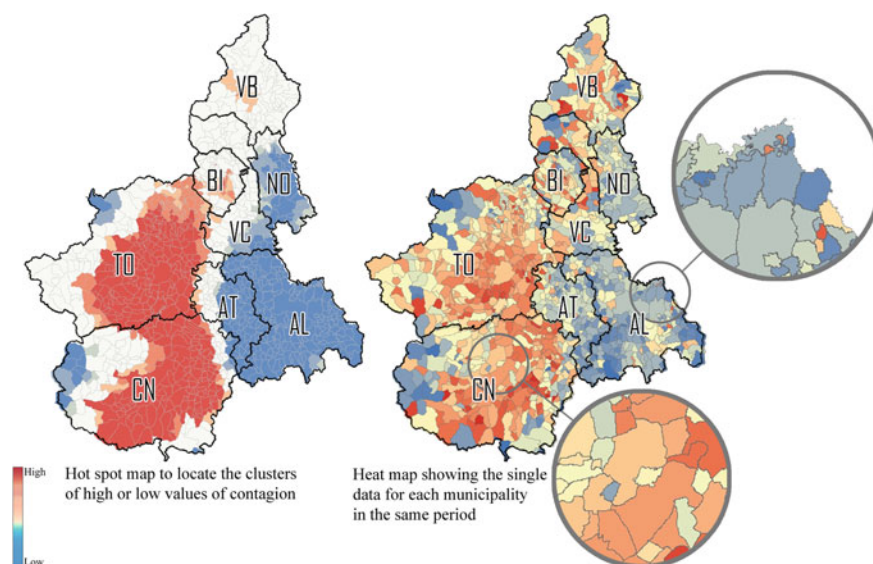 VB
BI
NO
VC
TO
AT
AL
CN
VB
BI
NO
VC
TO
AT
AL
CN
High
Low
Hot spot map to locate the clusters
of high or low values of contagion
Heat map showing the single
data for each municipality
in the same period